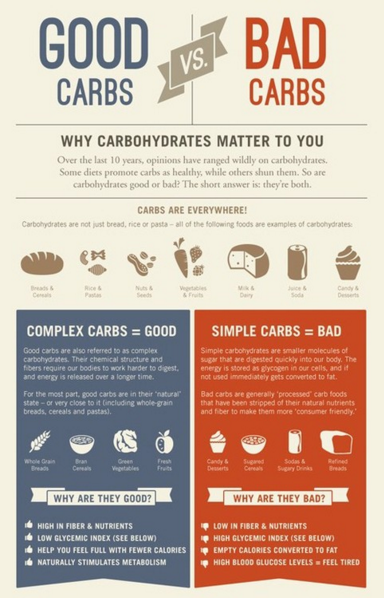 GOOD
CARBS
VS.
BAD
CARBS
WHY CARBOHYDRATES MATTER TO YOU
Over the last 10 years, opinions have ranged wildly on carbohydrates.
Some diets promote carbs as healthy, while others shun them. So are
carbohydrates good or bad? The short answer is: they're both.
CARBS ARE EVERYWHERE!
Carbohydrates are not just bread, rice or pasta – all of the following foods are examples of carbohydrates:
Breads & Cereals
Rice & Pastas
Nuts & Seeds
Vegetables & Fruits
Milk & Dairy
Juice & Soda
Candy & Desserts
COMPLEX CARBS = GOOD
Good carbs are also referred to as complex
carbohydrates. Their chemical structure and
fibers require our bodies to work harder to digest,
and energy is released over a longer time.
For the most part, good carbs are in their 'natural'
state – or very close to it (including whole-grain
breads, cereals and pastas).
Whole Grain Breads
Bran Cereals
Green Vegetables
Fresh Fruits
WHY ARE THEY GOOD?
HIGH IN FIBER & NUTRIENTS
LOW GLYCEMIC INDEX (SEE BELOW)
HELP YOU FEEL FULL WITH FEWER CALORIES
NATURALLY STIMULATES METABOLISM
SIMPLE CARBS = BAD
Simple carbohydrates are smaller molecules of
sugar that are digested quickly into our body. The
energy is stored as glycogen in our cells, and if
not used immediately gets converted to fat.
Bad carbs are generally 'processed' carb foods
that have been stripped of their natural nutrients
and fiber to make them more 'consumer friendly.'
Candy & Desserts
Sugared Cereals
Sodas & Sugary Drinks
Refined Breads
WHY ARE THEY BAD?
LOW IN FIBER & NUTRIENTS
HIGH GLYCEMIC INDEX (SEE BELOW)
EMPTY CALORIES CONVERTED TO FAT
HIGH BLOOD GLUCOSE LEVELS = FEEL TIRED